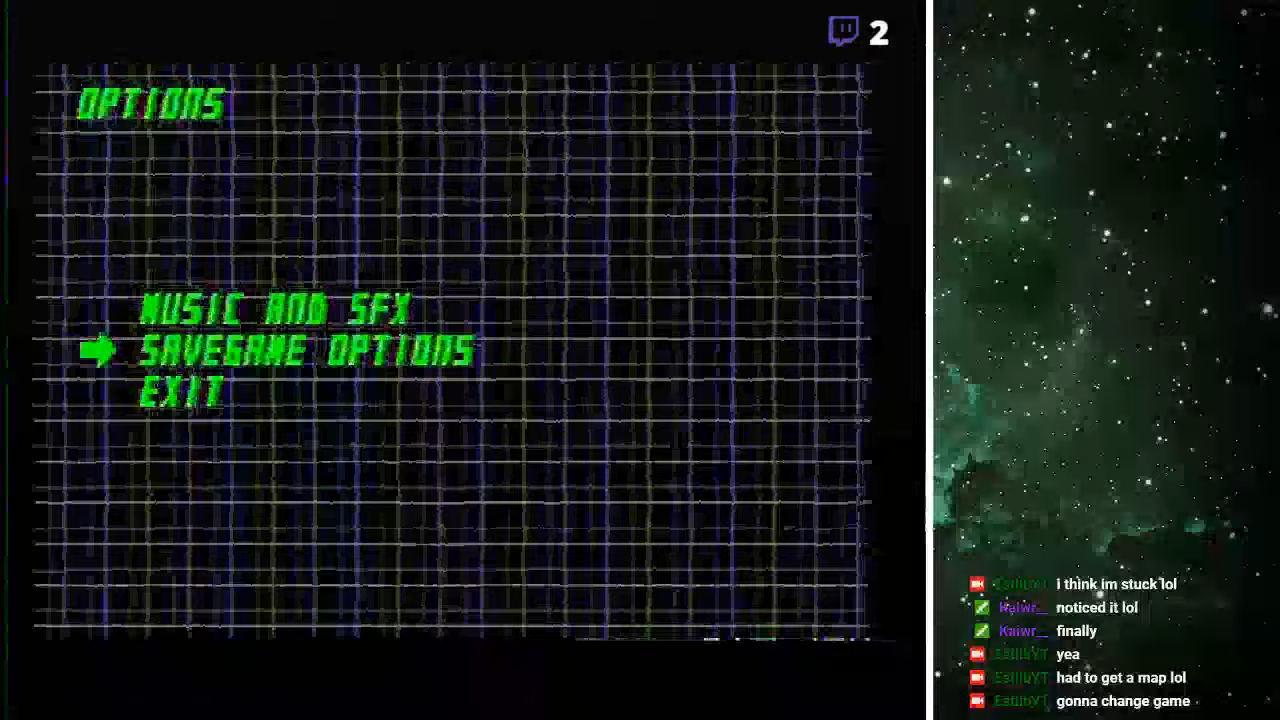 2
OPTIONS
MUSIC AND SFX
SAVEGAME OPTIONS
EXIT
i think im stuck lol
Kaiwr__ noticed it lol
Kaiwr__ finally
yea
had to get a map lol
gonna change game